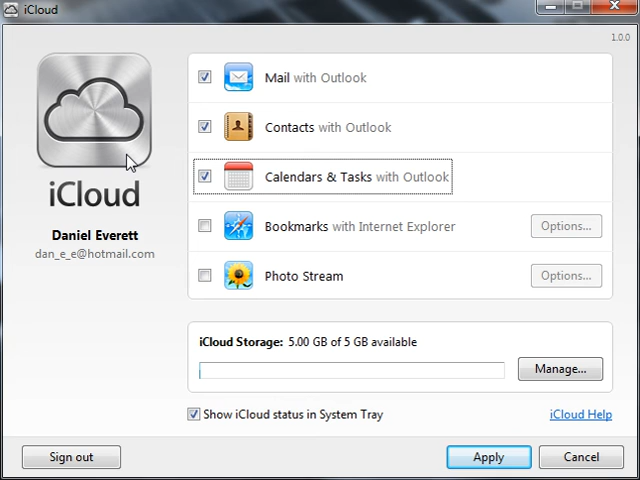 iCloud
1.0.0
Mail with Outlook
Contacts with Outlook
Calendars & Tasks with Outlook
Bookmarks with Internet Explorer
Options...
Photo Stream
Options...
iCloud
Daniel Everett
dan_e_e@hotmail.com
iCloud Storage: 5.00 GB of 5 GB available
Manage...
Show iCloud status in System Tray
iCloud Help
Sign out
Apply
Cancel